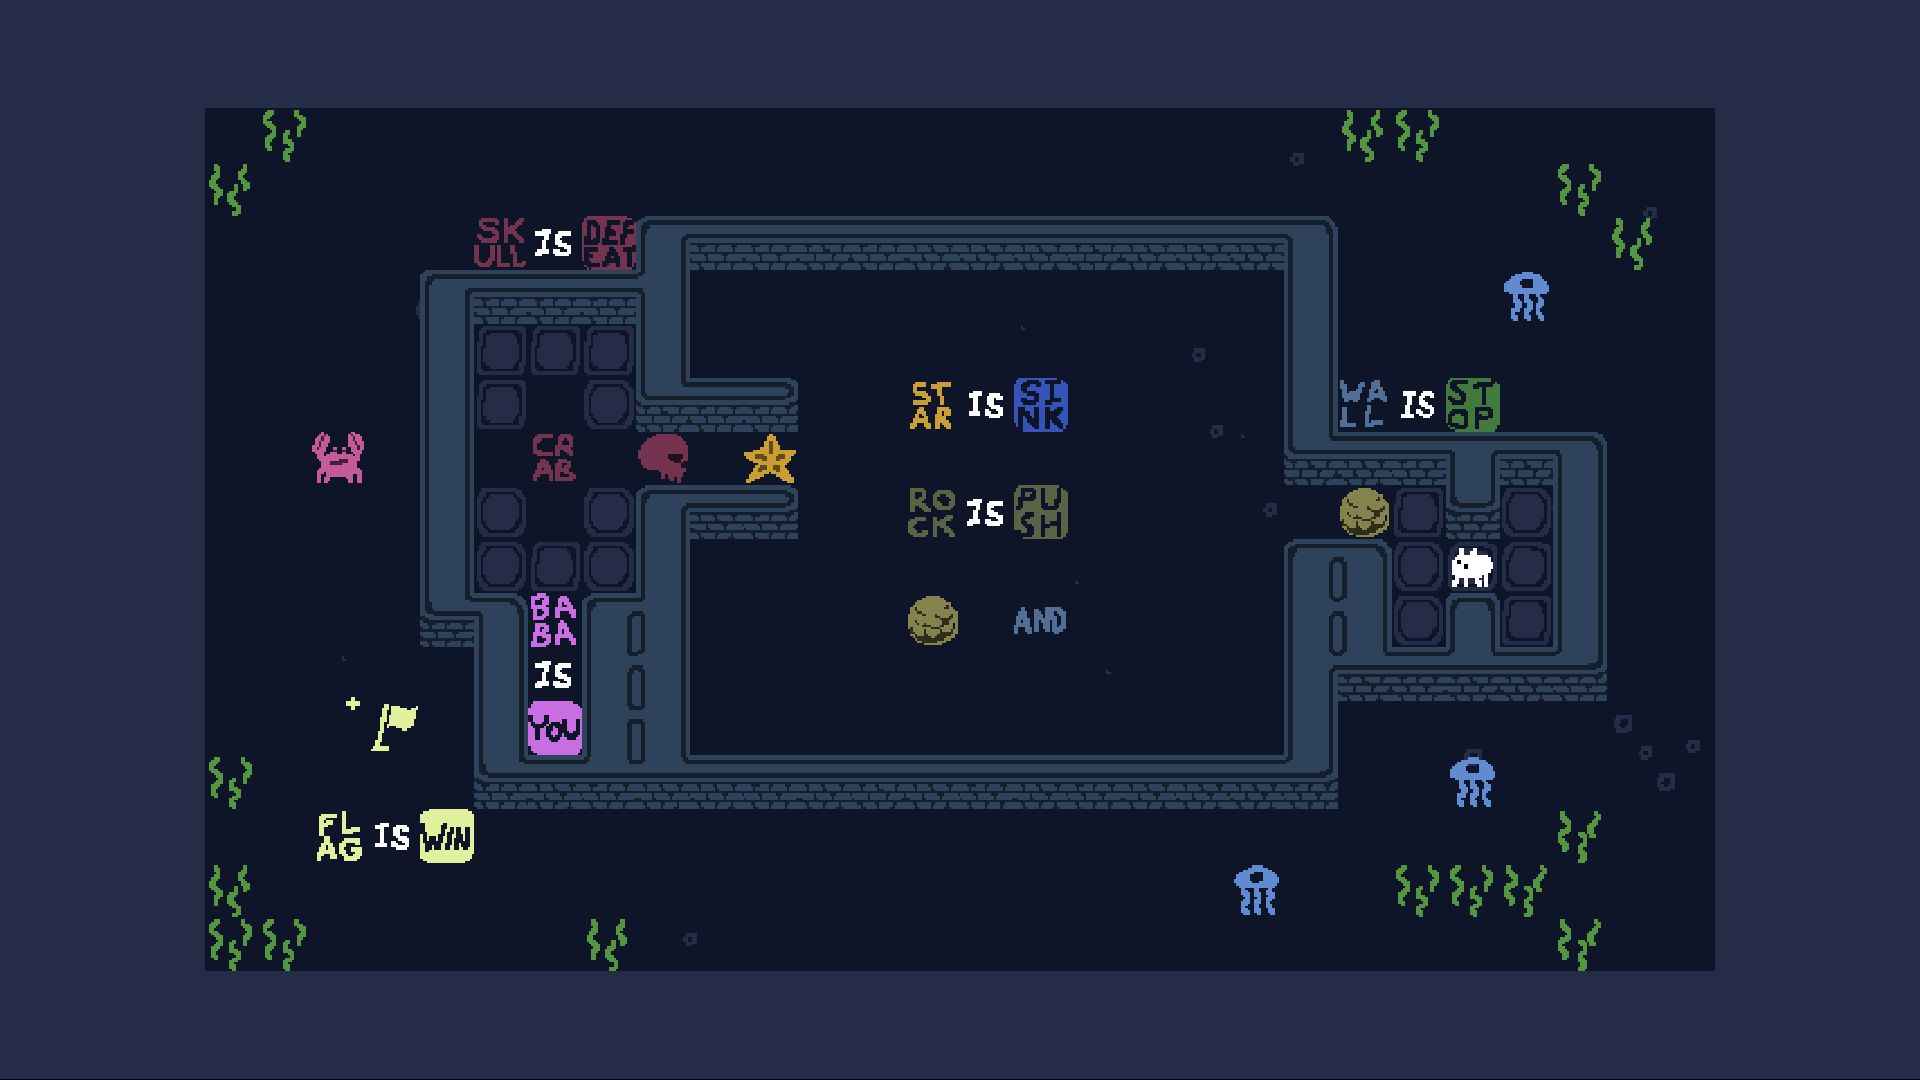 SKULL IS DEFEAT
STAR IS SINK
WALL IS STOP
CRAB
ROCK IS PUSH
BABA
IS
YOU
AND
FLAG IS WIN